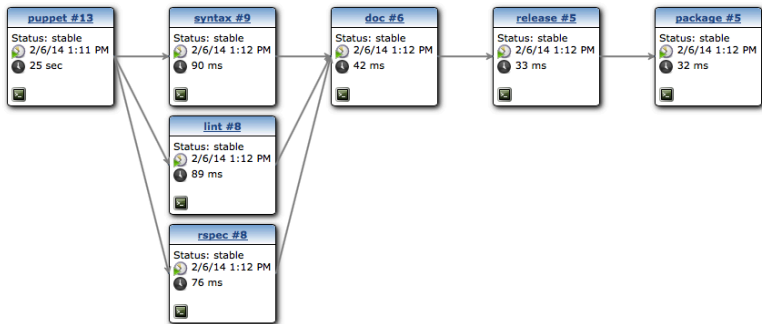 puppet #13
Status: stable
2/6/14 1:11 PM
25 sec
syntax #9
Status: stable
2/6/14 1:12 PM
90 ms
lint #8
Status: stable
2/6/14 1:12 PM
89 ms
rspec #8
Status: stable
2/6/14 1:12 PM
76 ms
doc #6
Status: stable
2/6/14 1:12 PM
42 ms
release #5
Status: stable
2/6/14 1:12 PM
33 ms
package #5
Status: stable
2/6/14 1:12 PM
32 ms